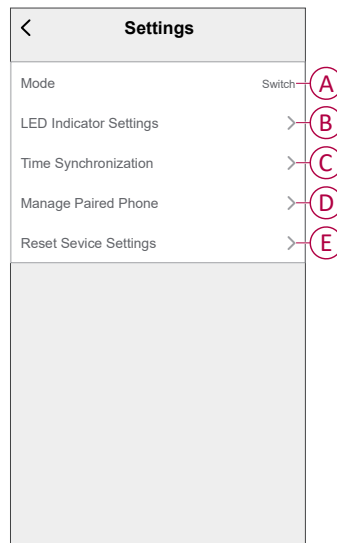 Settings
Mode Switch A
LED Indicator Settings B
Time Synchronization C
Manage Paired Phone D
Reset Sevice Settings E